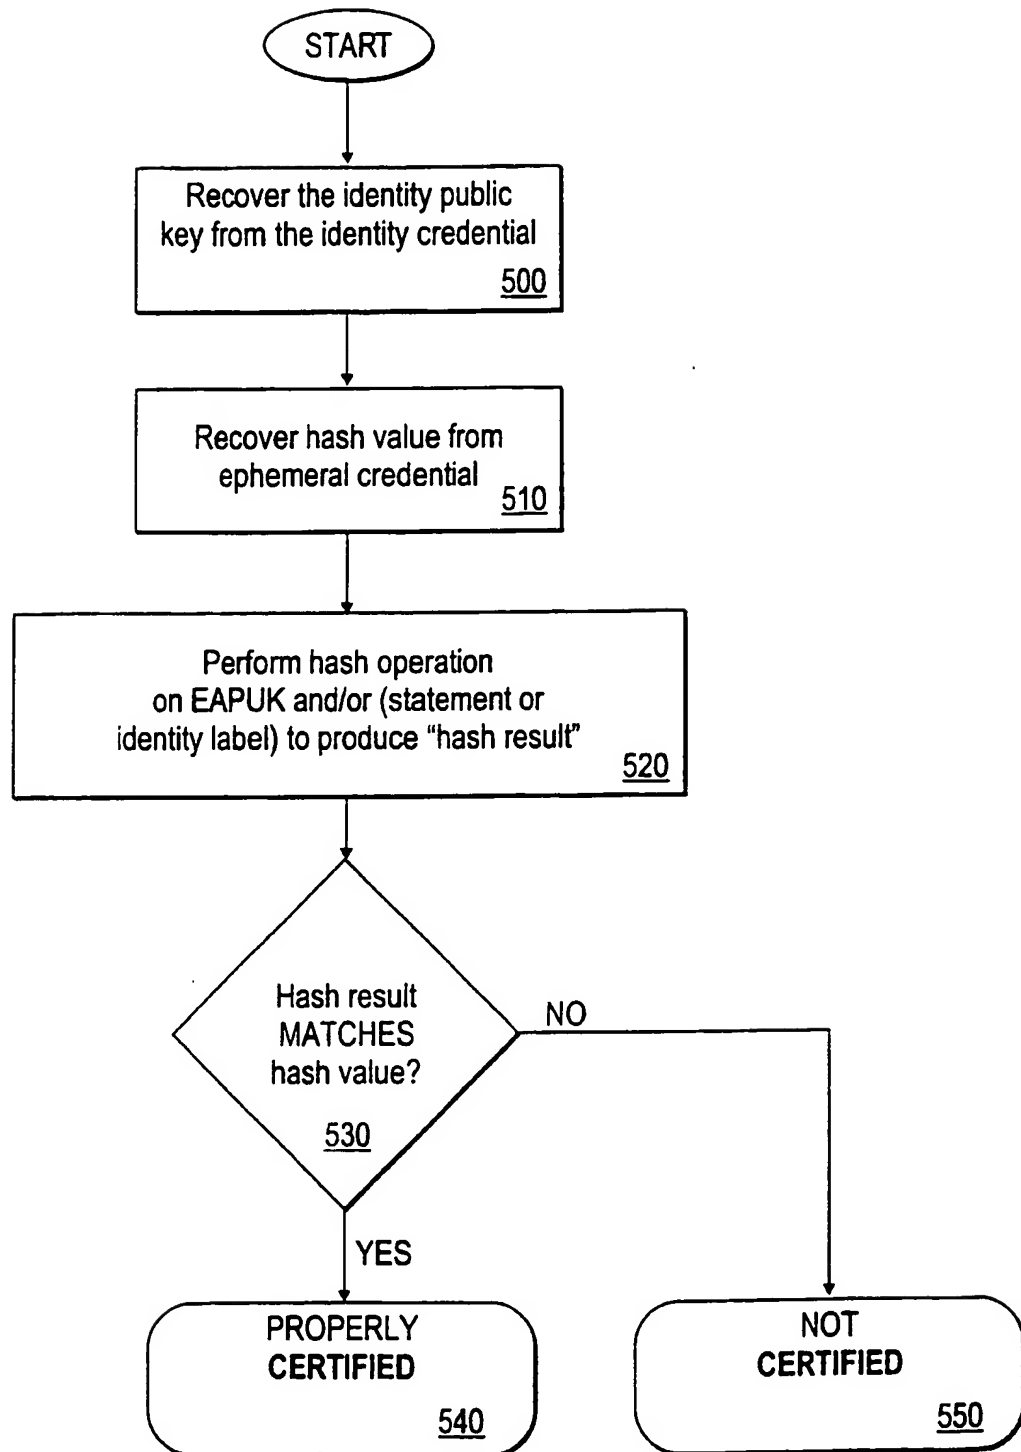 START
Recover the identity public
key from the identity credential
500
Recover hash value from
ephemeral credential
510
Perform hash operation
on EAPUK and/or (statement or
identity label) to produce “hash result”
520
Hash result
MATCHES
hash value?
530
NO
YES
PROPERLY
CERTIFIED
540
NOT
CERTIFIED
550